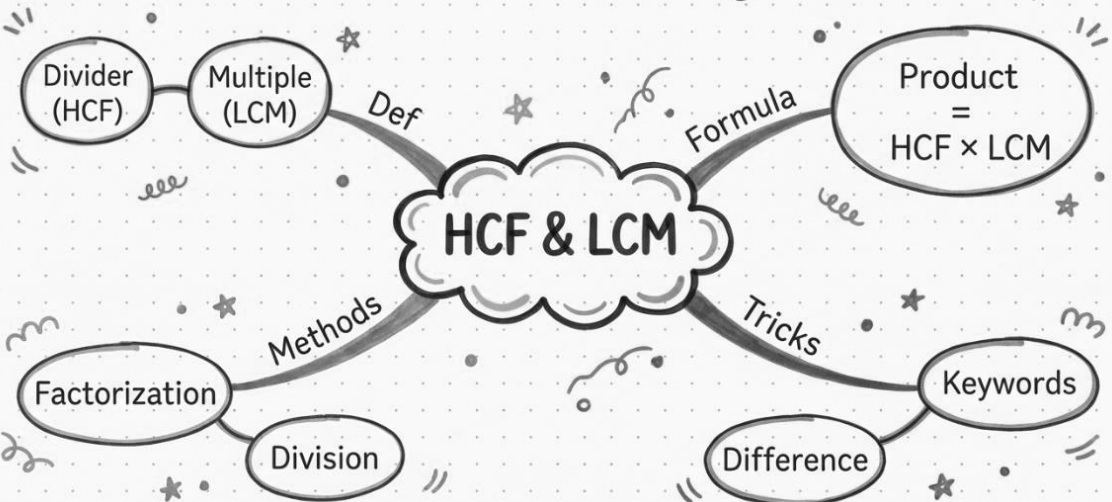 Divider
(HCF)
Multiple
(LCM)
Def
Formula
Product
=
HCF × LCM
HCF & LCM
Methods
Factorization
Division
Tricks
Keywords
Difference